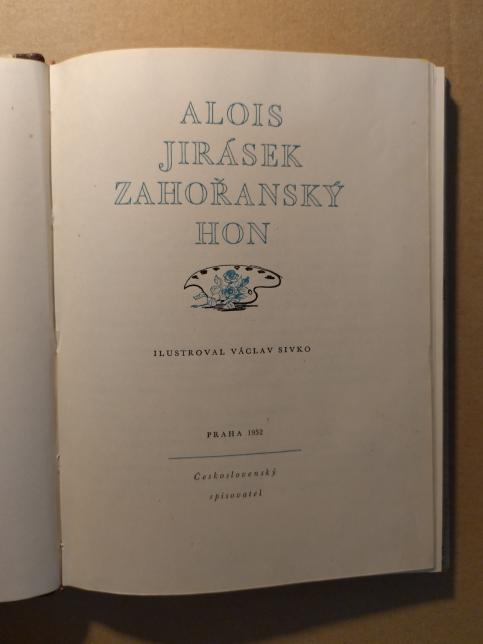 ALOIS
JIRÁSEK
ZAHOŘANSKÝ
HON
ILUSTROVAL VÁCLAV SIVKO
PRAHA 1952
Československý
spisovatel